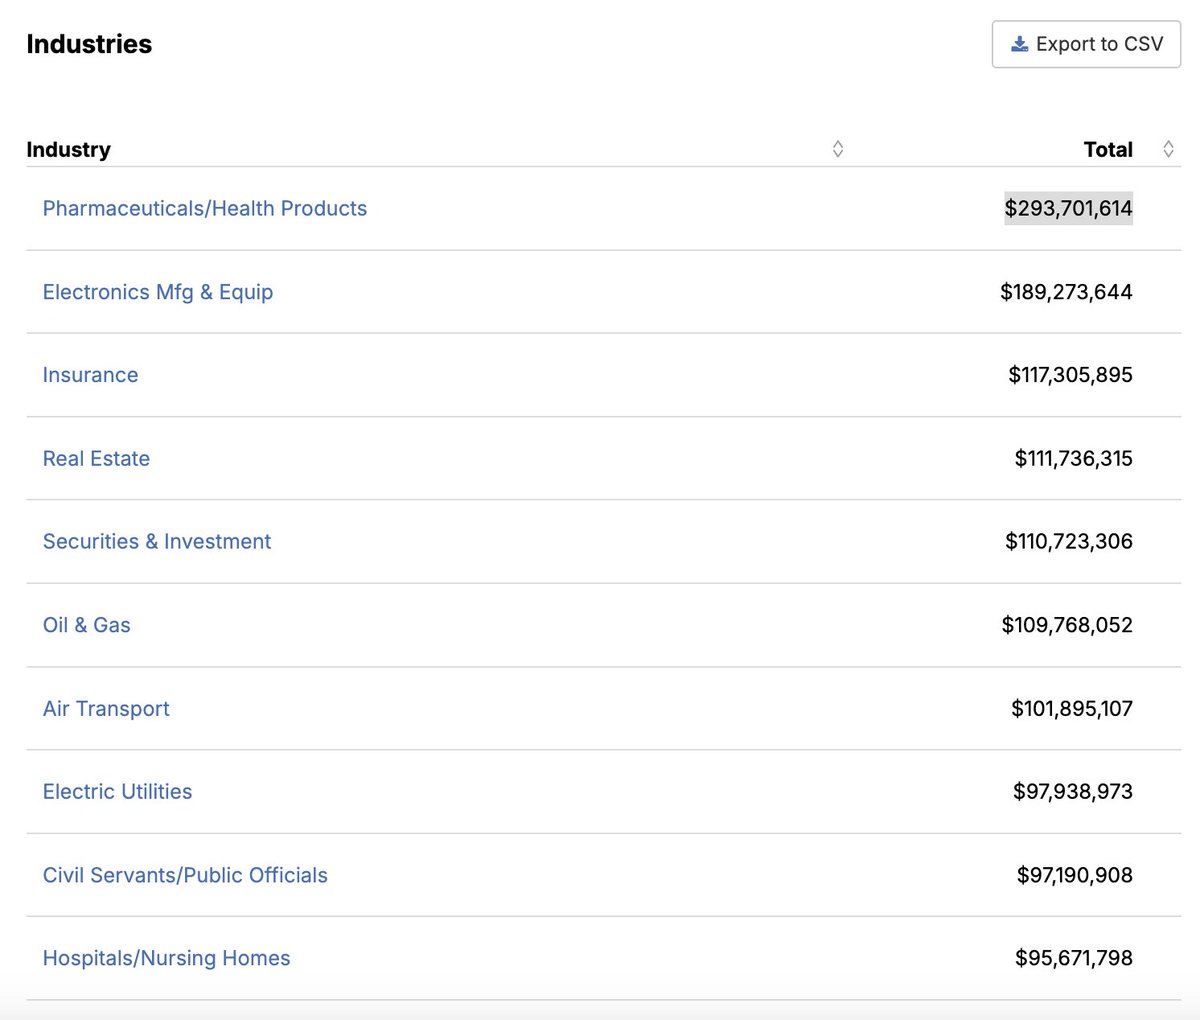 Industries
Export to CSV
Industry Total
Pharmaceuticals/Health Products $293,701,614
Electronics Mfg & Equip $189,273,644
Insurance $117,305,895
Real Estate $111,736,315
Securities & Investment $110,723,306
Oil & Gas $109,768,052
Air Transport $101,895,107
Electric Utilities $97,938,973
Civil Servants/Public Officials $97,190,908
Hospitals/Nursing Homes $95,671,798